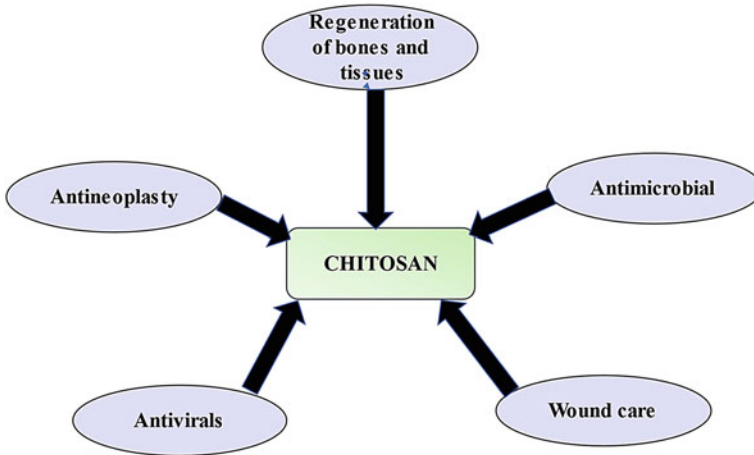 Regeneration
of bones and
tissues
Antineoplasty
Antimicrobial
CHITOSAN
Antivirals
Wound care